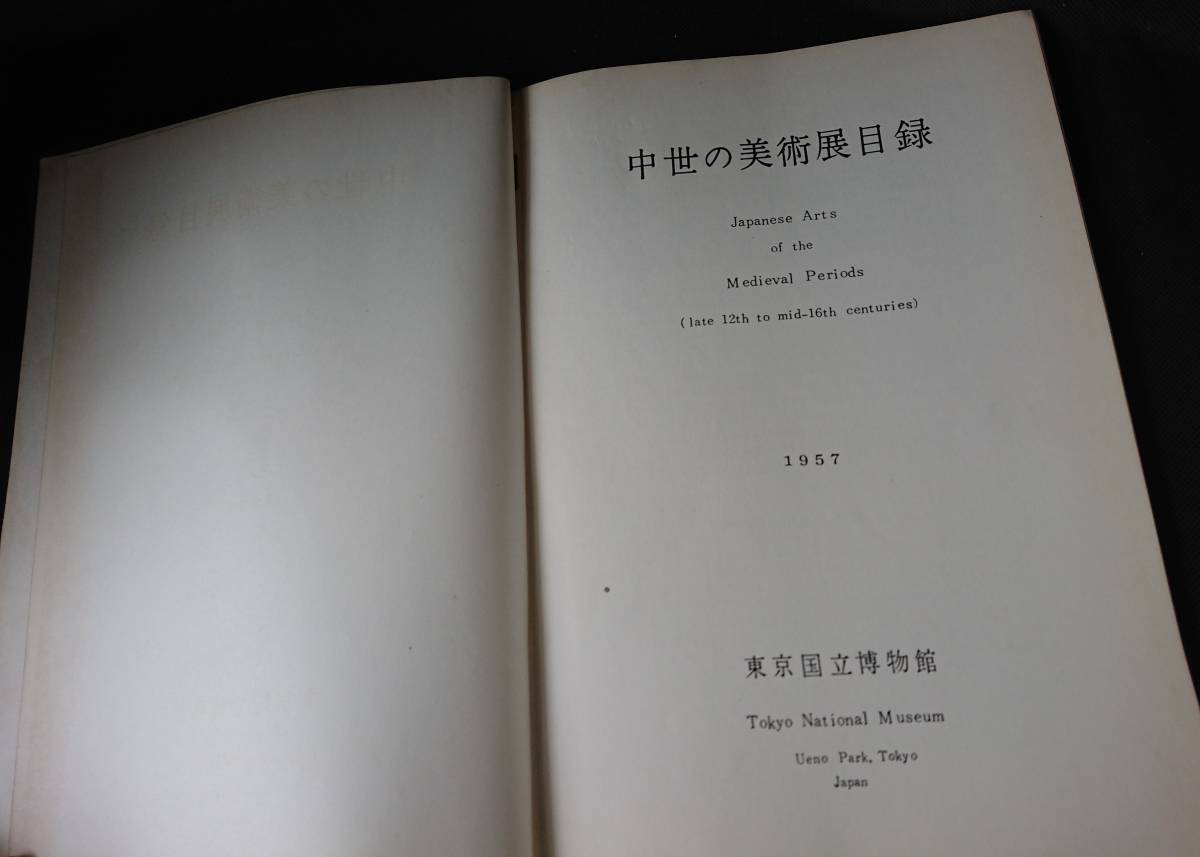 中世の美術展目録
Japanese Arts
of the
Medieval Periods
(late 12th to mid-16th centuries)
1957
東京国立博物館
Tokyo National Museum
Ueno Park, Tokyo
Japan